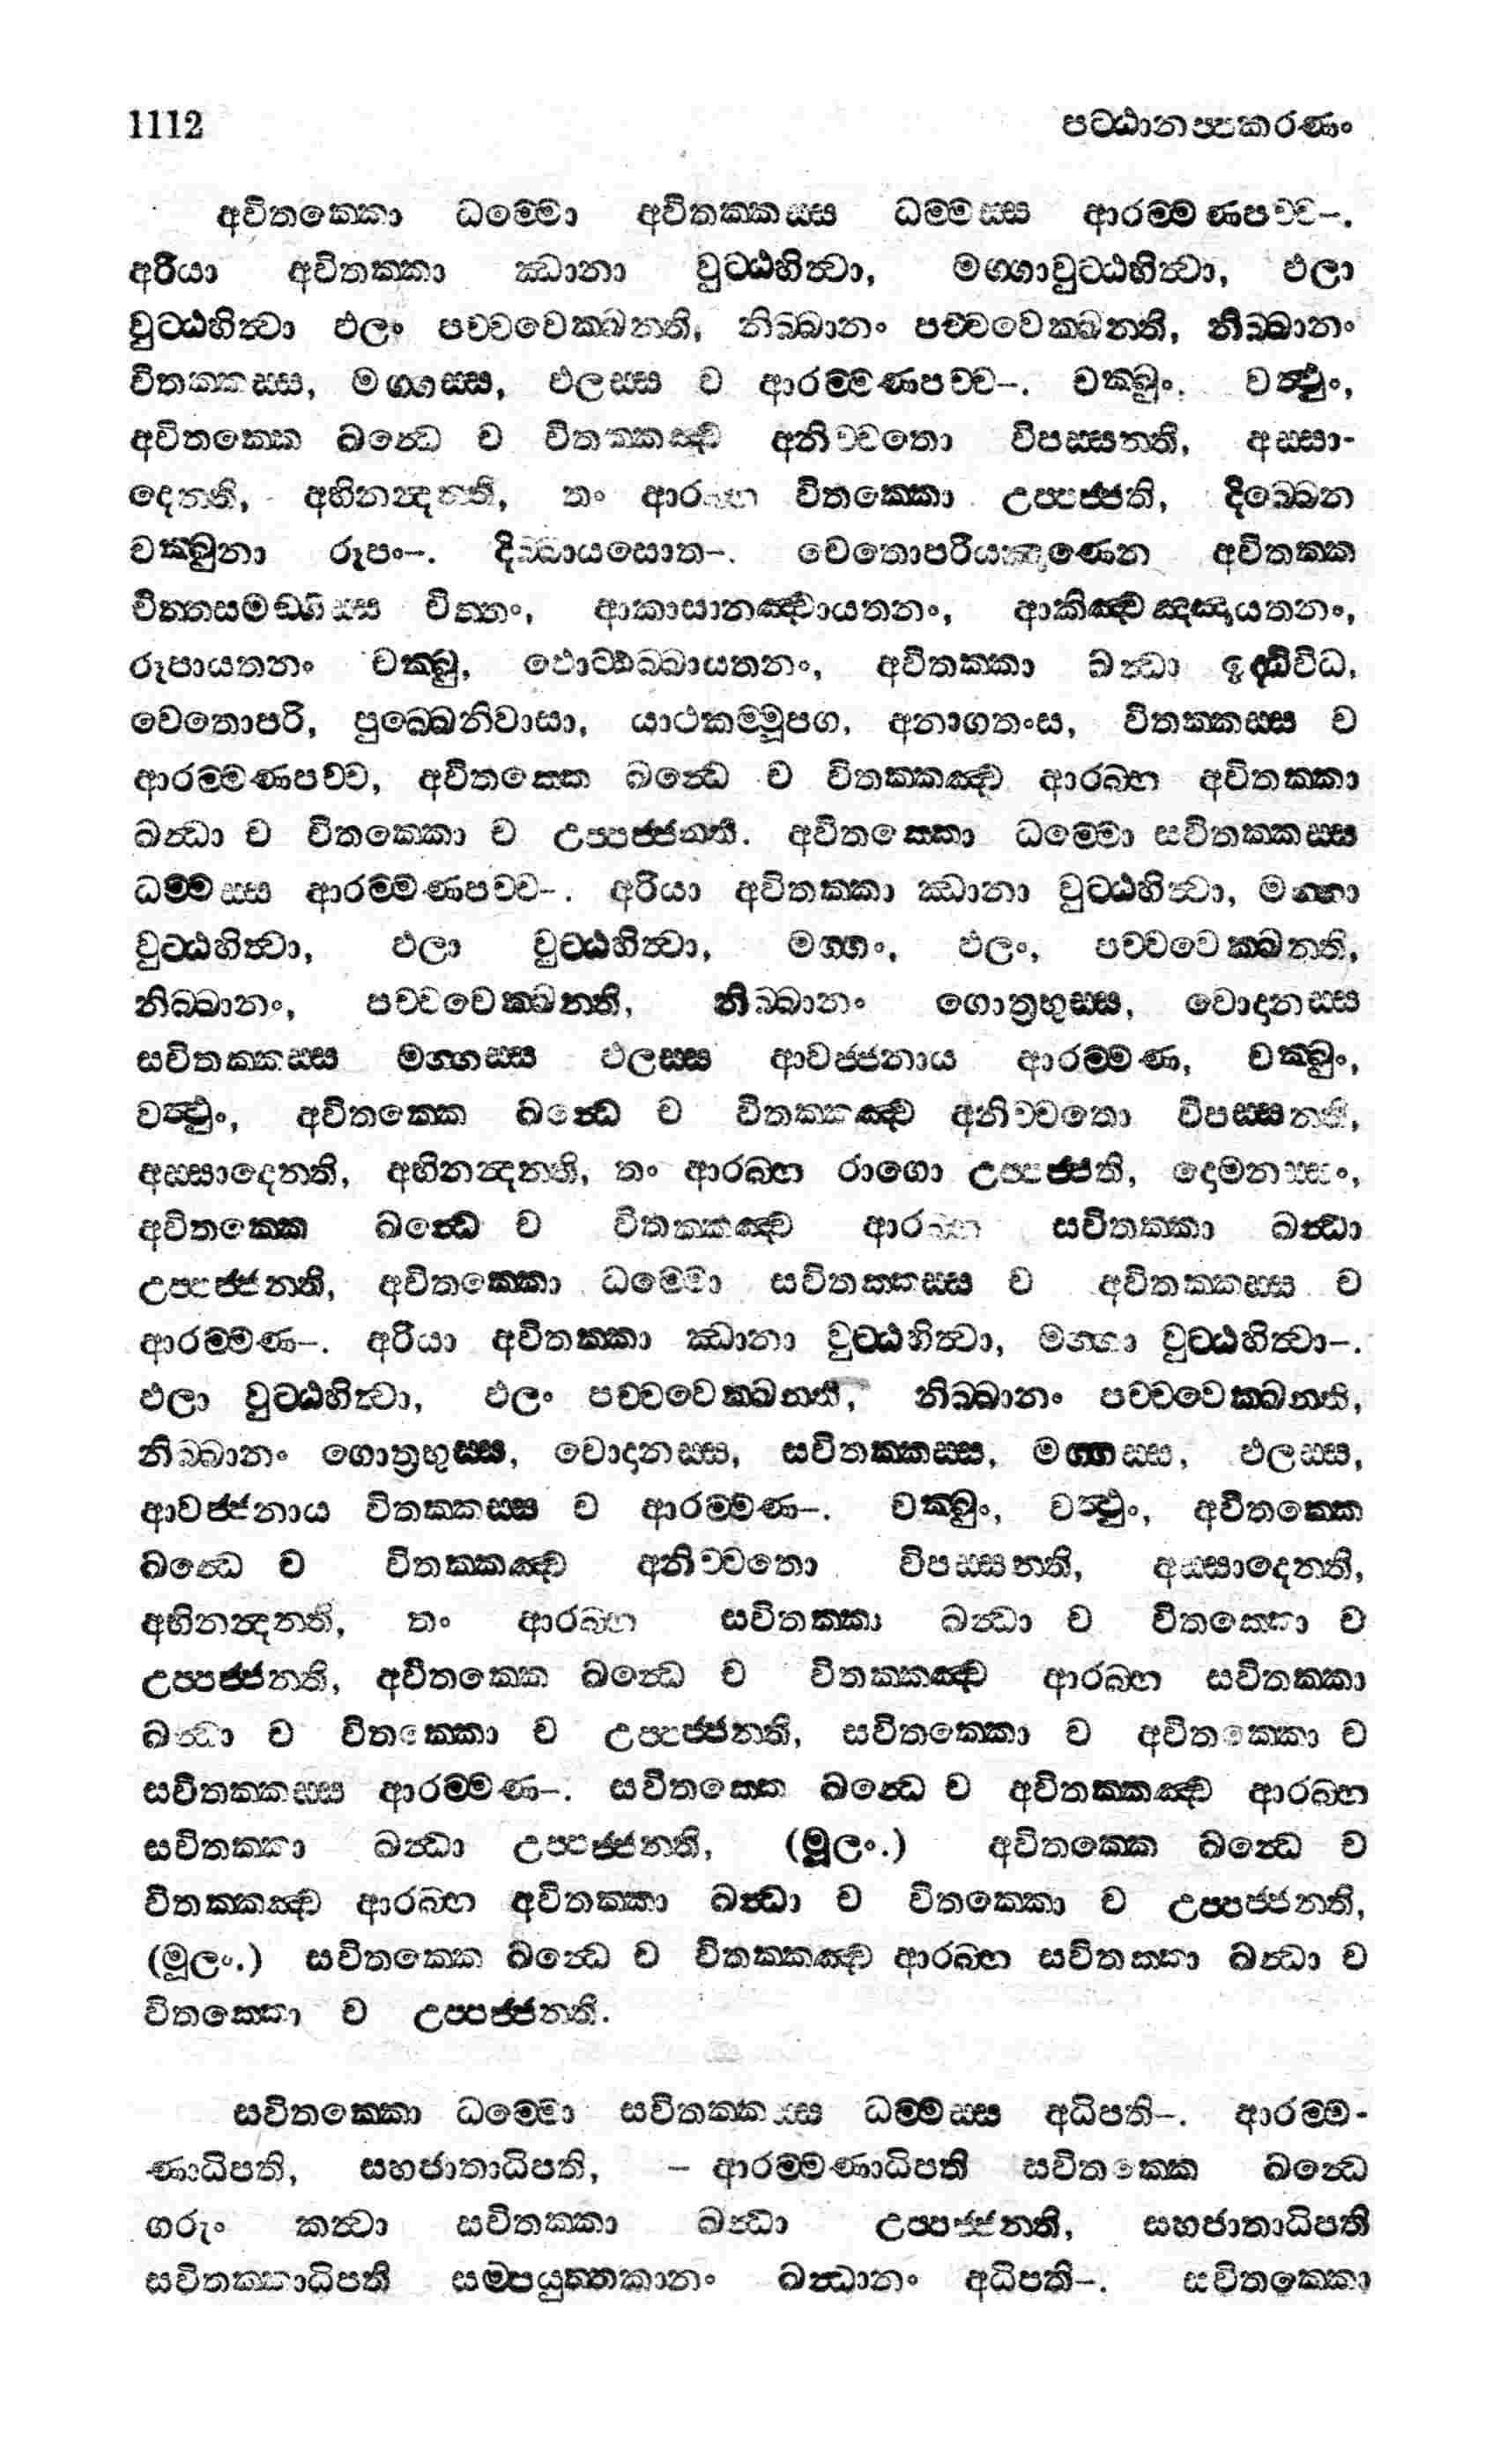 1112 පට්ඨානප්පකරණං
අවිතක්කො ධම්මො අවිතක්කස්ස ධම්මස්ස ආරම්මණපච්ච–.
අරියා අවිතක්කා ඣානා වුට්ඨහිත්වා, මග්ගාවුට්ඨහිත්වා, ඵලා
වුට්ඨහිත්වා ඵලං පච්චවෙක්ඛන්ති, නිබ්බානං පච්චවෙක්ඛන්ති, නිබ්බානං
විතක්කස්ස, මග්ගස්ස, ඵලස්ස ච ආරම්මණපච්ච–. චක්ඛුං, වත්ථුං,
අවිතක්කෙ ඛන්ධෙ ච විතක්කඤ්ච අනිච්චතො විපස්සන්ති, අස්සා-
දෙන්ති, අභිනන්දන්ති, තං ආරබ්භ විතක්කො උප්පජ්ජති, දිබ්බෙන
චක්ඛුනා රූපං–. දිබ්බායසොත–. චෙතොපරියඤාණෙන අවිතක්ක
චිත්තසමඞ්ගිස්ස චිත්තං, ආකාසානඤ්චායතනං, ආකිඤ්චඤ්ඤායතනං,
රූපායතනං චක්ඛු, ඵොට්ඨබ්බායතනං, අවිතක්කා ඛන්ධා ඉද්ධිවිධ,
චෙතොපරි, පුබ්බෙනිවාසා, යාථකම්මූපග, අනාගතංස, විතක්කස්ස ච
ආරම්මණපච්ච, අවිතක්කෙ ඛන්ධෙ ච විතක්කඤ්ච ආරබ්භ අවිතක්කා
ඛන්ධා ච විතක්කො ච උප්පජ්ජන්ති. අවිතක්කො ධම්මො සවිතක්කස්ස
ධම්මස්ස ආරම්මණපච්ච–. අරියා අවිතක්කා ඣානා වුට්ඨහිත්වා, මග්ගා
වුට්ඨහිත්වා, ඵලා වුට්ඨහිත්වා, මග්ගං, ඵලං, පච්චවෙක්ඛන්ති,
නිබ්බානං, පච්චවෙක්ඛන්ති, නිබ්බානං ගොත්‍රභුස්ස, වොදානස්ස
සවිතක්කස්ස මග්ගස්ස ඵලස්ස ආවජ්ජනාය ආරම්මණ, චක්ඛුං,
වත්ථුං, අවිතක්කෙ ඛන්ධෙ ච විතක්කඤ්ච අනිච්චතො විපස්සන්ති,
අස්සාදෙන්ති, අභිනන්දන්ති, තං ආරබ්භ රාගො උප්පජ්ජති, දොමනස්සං,
අවිතක්කෙ ඛන්ධෙ ච විතක්කඤ්ච ආරබ්භ සවිතක්කා ඛන්ධා
උප්පජ්ජන්ති, අවිතක්කො ධම්මො සවිතක්කස්ස ච අවිතක්කස්ස ච
ආරම්මණ–. අරියා අවිතක්කා ඣානා වුට්ඨහිත්වා, මග්ගා වුට්ඨහිත්වා–.
ඵලා වුට්ඨහිත්වා, ඵලං පච්චවෙක්ඛන්ති, නිබ්බානං පච්චවෙක්ඛන්ති,
නිබ්බානං ගොත්‍රභුස්ස, වොදානස්ස, සවිතක්කස්ස, මග්ගස්ස, ඵලස්ස,
ආවජ්ජනාය විතක්කස්ස ච ආරම්මණ–. චක්ඛුං, වත්ථුං, අවිතක්කෙ
ඛන්ධෙ ච විතක්කඤ්ච අනිච්චතො විපස්සන්ති, අස්සාදෙන්ති,
අභිනන්දන්ති, තං ආරබ්භ සවිතක්කා ඛන්ධා ච විතක්කො ච
උප්පජ්ජන්ති, අවිතක්කෙ ඛන්ධෙ ච විතක්කඤ්ච ආරබ්භ සවිතක්කා
ඛන්ධා ච විතක්කො ච උප්පජ්ජන්ති, සවිතක්කො ච අවිතක්කො ච
සවිතක්කස්ස ආරම්මණ–. සවිතක්කෙ ඛන්ධෙ ච අවිතක්කඤ්ච ආරබ්භ
සවිතක්කා ඛන්ධා උප්පජ්ජන්ති, (මූලං.) අවිතක්කෙ ඛන්ධෙ ච
විතක්කඤ්ච ආරබ්භ අවිතක්කා ඛන්ධා ච විතක්කො ච උප්පජ්ජන්ති,
(මූලං.) සවිතක්කෙ ඛන්ධෙ ච විතක්කඤ්ච ආරබ්භ සවිතක්කා ඛන්ධා ච
විතක්කො ච උප්පජ්ජන්ති.
සවිතක්කො ධම්මො සවිතක්කස්ස ධම්මස්ස අධිපති–. ආරම්ම-
ණාධිපති, සහජාතාධිපති, – ආරම්මණාධිපති සවිතක්කෙ ඛන්ධෙ
ගරුං කත්වා සවිතක්කා ඛන්ධා උප්පජ්ජන්ති, සහජාතාධිපති
සවිතක්කාධිපති සම්පයුත්තකානං ඛන්ධානං අධිපති–. සවිතක්කො